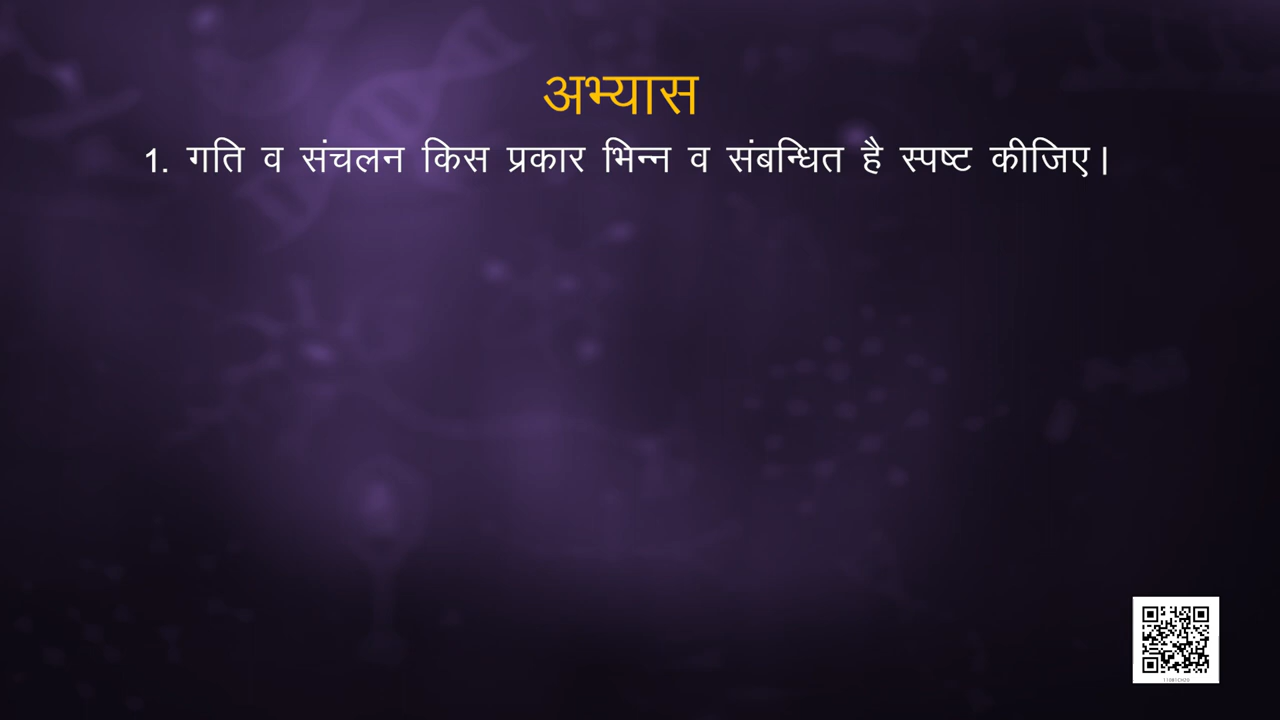 अभ्यास
1. गति व संचलन किस प्रकार भिन्न व संबन्धित है स्पष्ट कीजिए।